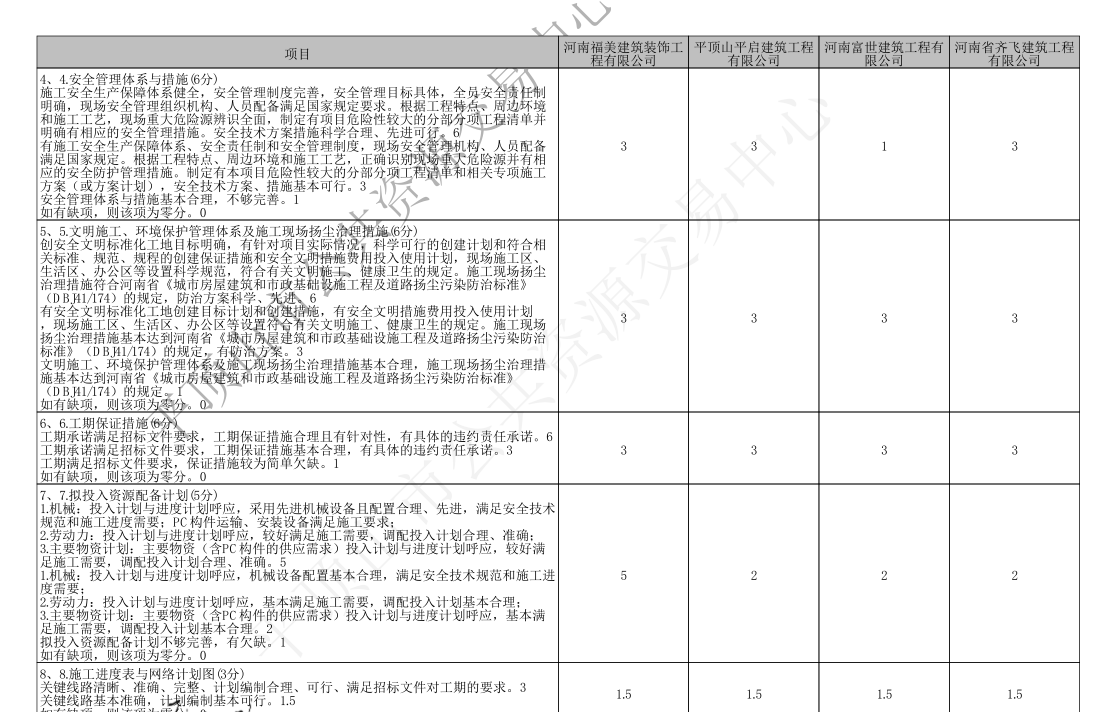 项目
河南福美建筑装饰工
程有限公司
平顶山平启建筑工程
有限公司
河南富世建筑工程有
限公司
河南省齐飞建筑工程
有限公司
4、4.安全管理体系与措施(6分)
施工安全生产保障体系健全，安全管理制度完善，安全管理目标具体，全员安全责任制
明确，现场安全管理组织机构、人员配备满足国家规定要求。根据工程特点、周边环境
和施工工艺，现场重大危险源辨识全面，制定有项目危险性较大的分部分项工程清单并
明确有相应的安全管理措施。安全技术方案措施科学合理、先进可行。6
有施工安全生产保障体系、安全责任制和安全管理制度，现场安全管理机构、人员配备
满足国家规定。根据工程特点、周边环境和施工工艺，正确识别现场重大危险源并有相
应的安全防护管理措施。制定有本项目危险性较大的分部分项工程清单和相关专项施工
方案（或方案计划），安全技术方案、措施基本可行。3
安全管理体系与措施基本合理，不够完善。1
如有缺项，则该项为零分。0
3
3
1
3
5、5.文明施工、环境保护管理体系及施工现场扬尘治理措施(6分)
创安全文明标准化工地目标明确，有针对项目实际情况，科学可行的创建计划和符合相
关标准、规范、规程的创建保证措施和安全文明措施费用投入使用计划，现场施工区、
生活区、办公区等设置科学规范，符合有关文明施工、健康卫生的规定。施工现场扬尘
治理措施符合河南省《城市房屋建筑和市政基础设施工程及道路扬尘污染防治标准》
（DBJ41/174）的规定，防治方案科学、先进。6
有安全文明标准化工地创建目标计划和创建措施，有安全文明措施费用投入使用计划
，现场施工区、生活区、办公区等设置符合有关文明施工、健康卫生的规定。施工现场
扬尘治理措施基本达到河南省《城市房屋建筑和市政基础设施工程及道路扬尘污染防治
标准》（DBJ41/174）的规定，有防治方案。3
文明施工、环境保护管理体系及施工现场扬尘治理措施基本合理，施工现场扬尘治理措
施基本达到河南省《城市房屋建筑和市政基础设施工程及道路扬尘污染防治标准》
（DBJ41/174）的规定。1
如有缺项，则该项为零分。0
3
3
3
3
6、6.工期保证措施(6分)
工期承诺满足招标文件要求，工期保证措施合理且有针对性，有具体的违约责任承诺。6
工期承诺满足招标文件要求，工期保证措施基本合理，有具体的违约责任承诺。3
工期满足招标文件要求，保证措施较为简单欠缺。1
如有缺项，则该项为零分。0
3
3
3
3
7、7.拟投入资源配备计划(5分)
1.机械：投入计划与进度计划呼应，采用先进机械设备且配置合理、先进，满足安全技术
规范和施工进度需要；PC构件运输、安装设备满足施工要求；
2.劳动力：投入计划与进度计划呼应，较好满足施工需要，调配投入计划合理、准确；
3.主要物资计划：主要物资（含PC构件的供应需求）投入计划与进度计划呼应，较好满
足施工需要，调配投入计划合理、准确。5
1.机械：投入计划与进度计划呼应，机械设备配置基本合理，满足安全技术规范和施工进
度需要；
2.劳动力：投入计划与进度计划呼应，基本满足施工需要，调配投入计划基本合理；
3.主要物资计划：主要物资（含PC构件的供应需求）投入计划与进度计划呼应，基本满
足施工需要，调配投入计划基本合理。2
拟投入资源配备计划不够完善，有欠缺。1
如有缺项，则该项为零分。0
5
2
2
2
8、8.施工进度表与网络计划图(3分)
关键线路清晰、准确、完整、计划编制合理、可行、满足招标文件对工期的要求。3
关键线路基本准确，计划编制基本可行。1.5
1.5
1.5
1.5
1.5
平顶山市公共资源交易中心
平顶山市公共资源交易中心